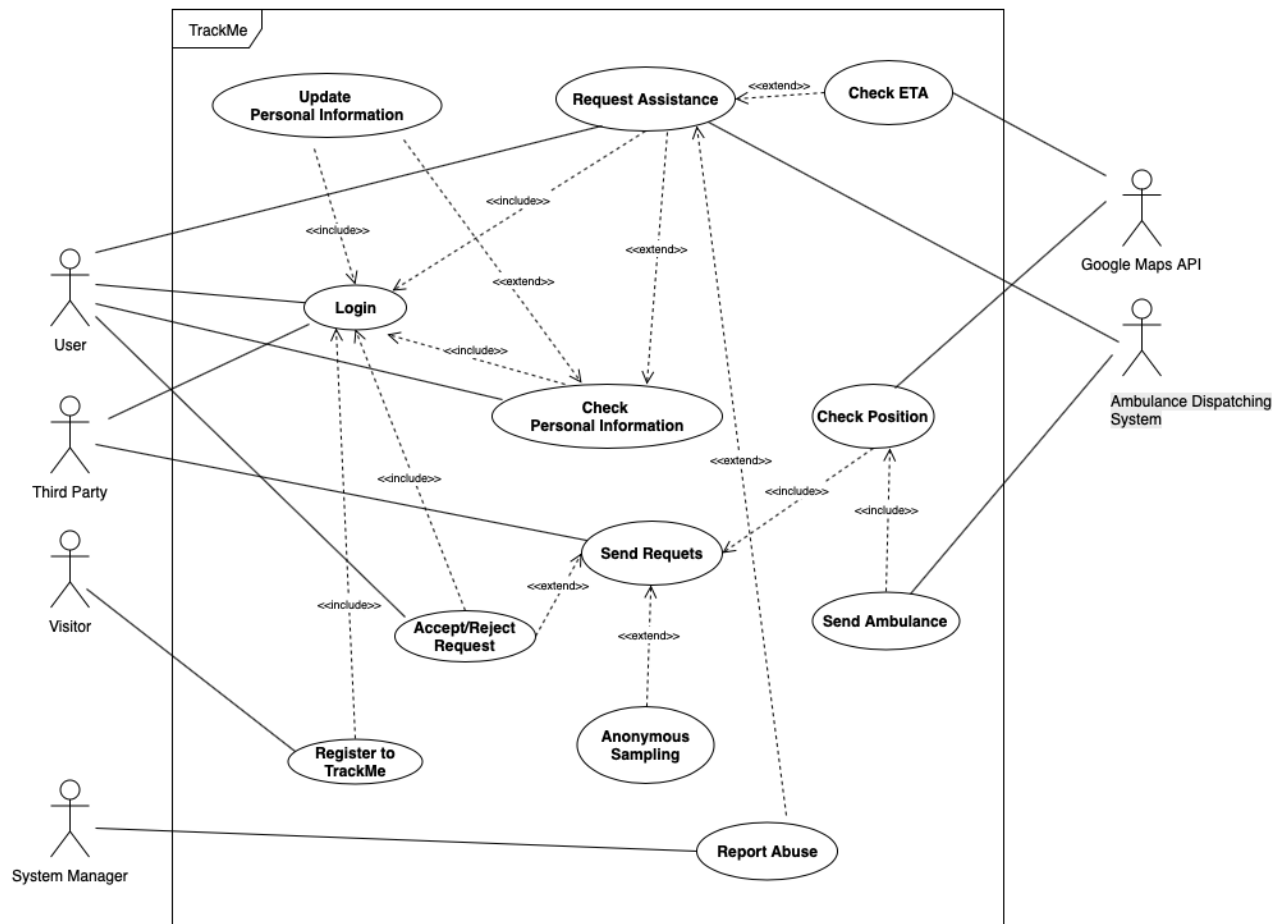 TrackMe
Update
Personal Information
Request Assistance
<<extend>>
Check ETA
<<include>>
<<include>>
<<extend>>
<<extend>>
Google Maps API
User
Login
<<include>>
Check
Personal Information
Check Position
Ambulance Dispatching
System
<<extend>>
Third Party
<<include>>
<<include>>
<<include>>
Send Requets
<<extend>>
<<include>>
Visitor
Accept/Reject
Request
<<extend>>
Send Ambulance
Anonymous
Sampling
Register to
TrackMe
System Manager
Report Abuse